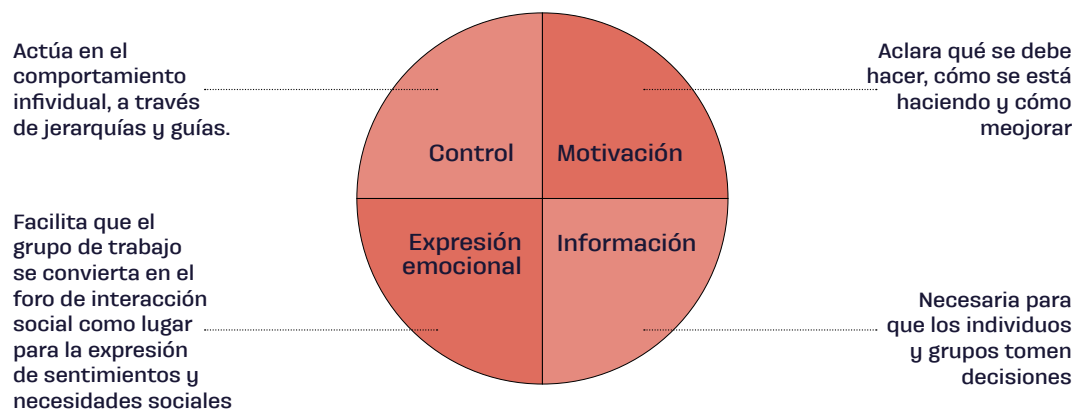 Actúa en el
comportamiento
infividual, a través
de jerarquías y guías.
Control
Motivación
Aclara qué se debe
hacer, cómo se está
haciendo y cómo
meojorar
Facilita que el
grupo de trabajo
se convierta en el
foro de interacción
social como lugar
para la expresión
de sentimientos y
necesidades sociales
Expresión
emocional
Información
Necesaria para
que los individuos
y grupos tomen
decisiones